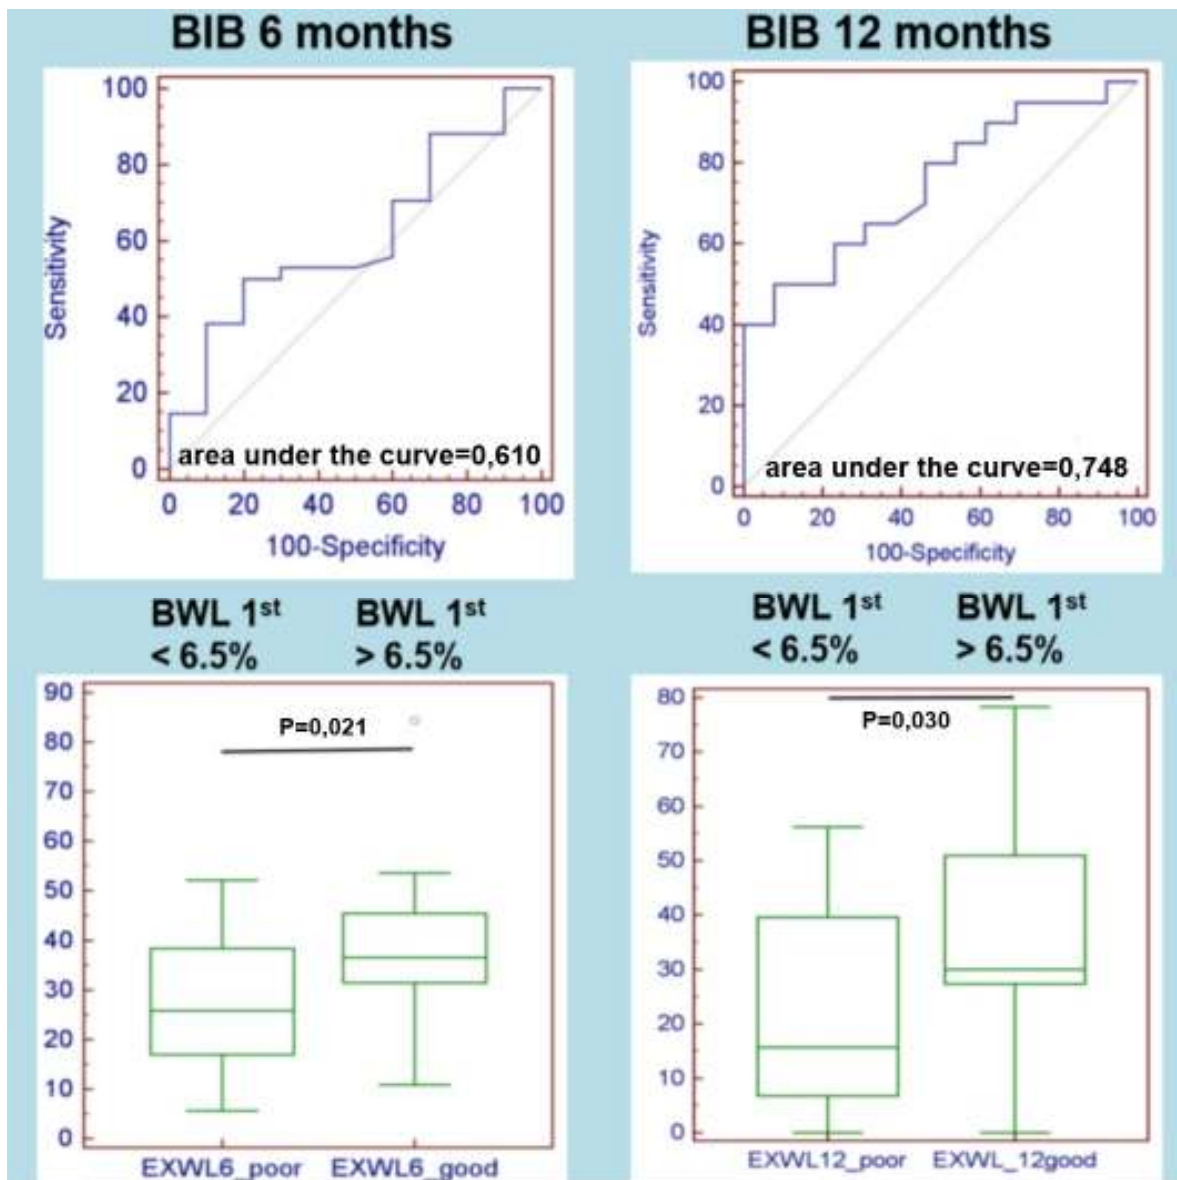 BIB 6 months
BIB 12 months
100
80
60
40
20
0
Sensitivity
area under the curve=0,610
0 20 40 60 80 100
100-Specificity
100
80
60
40
20
0
Sensitivity
area under the curve=0,748
0 20 40 60 80 100
100-Specificity
BWL 1st
< 6.5%
BWL 1st
> 6.5%
BWL 1st
< 6.5%
BWL 1st
> 6.5%
90
80
70
60
50
40
30
20
10
0
P=0,021
EXWL6_poor EXWL6_good
80
70
60
50
40
30
20
10
0
P=0,030
EXWL12_poor EXWL_12good